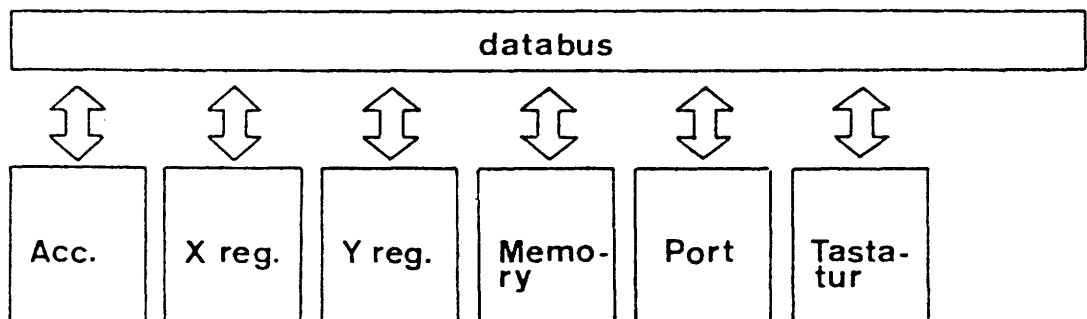 databus
Acc.
X reg.
Y reg.
Memo-
ry
Port
Tasta-
tur